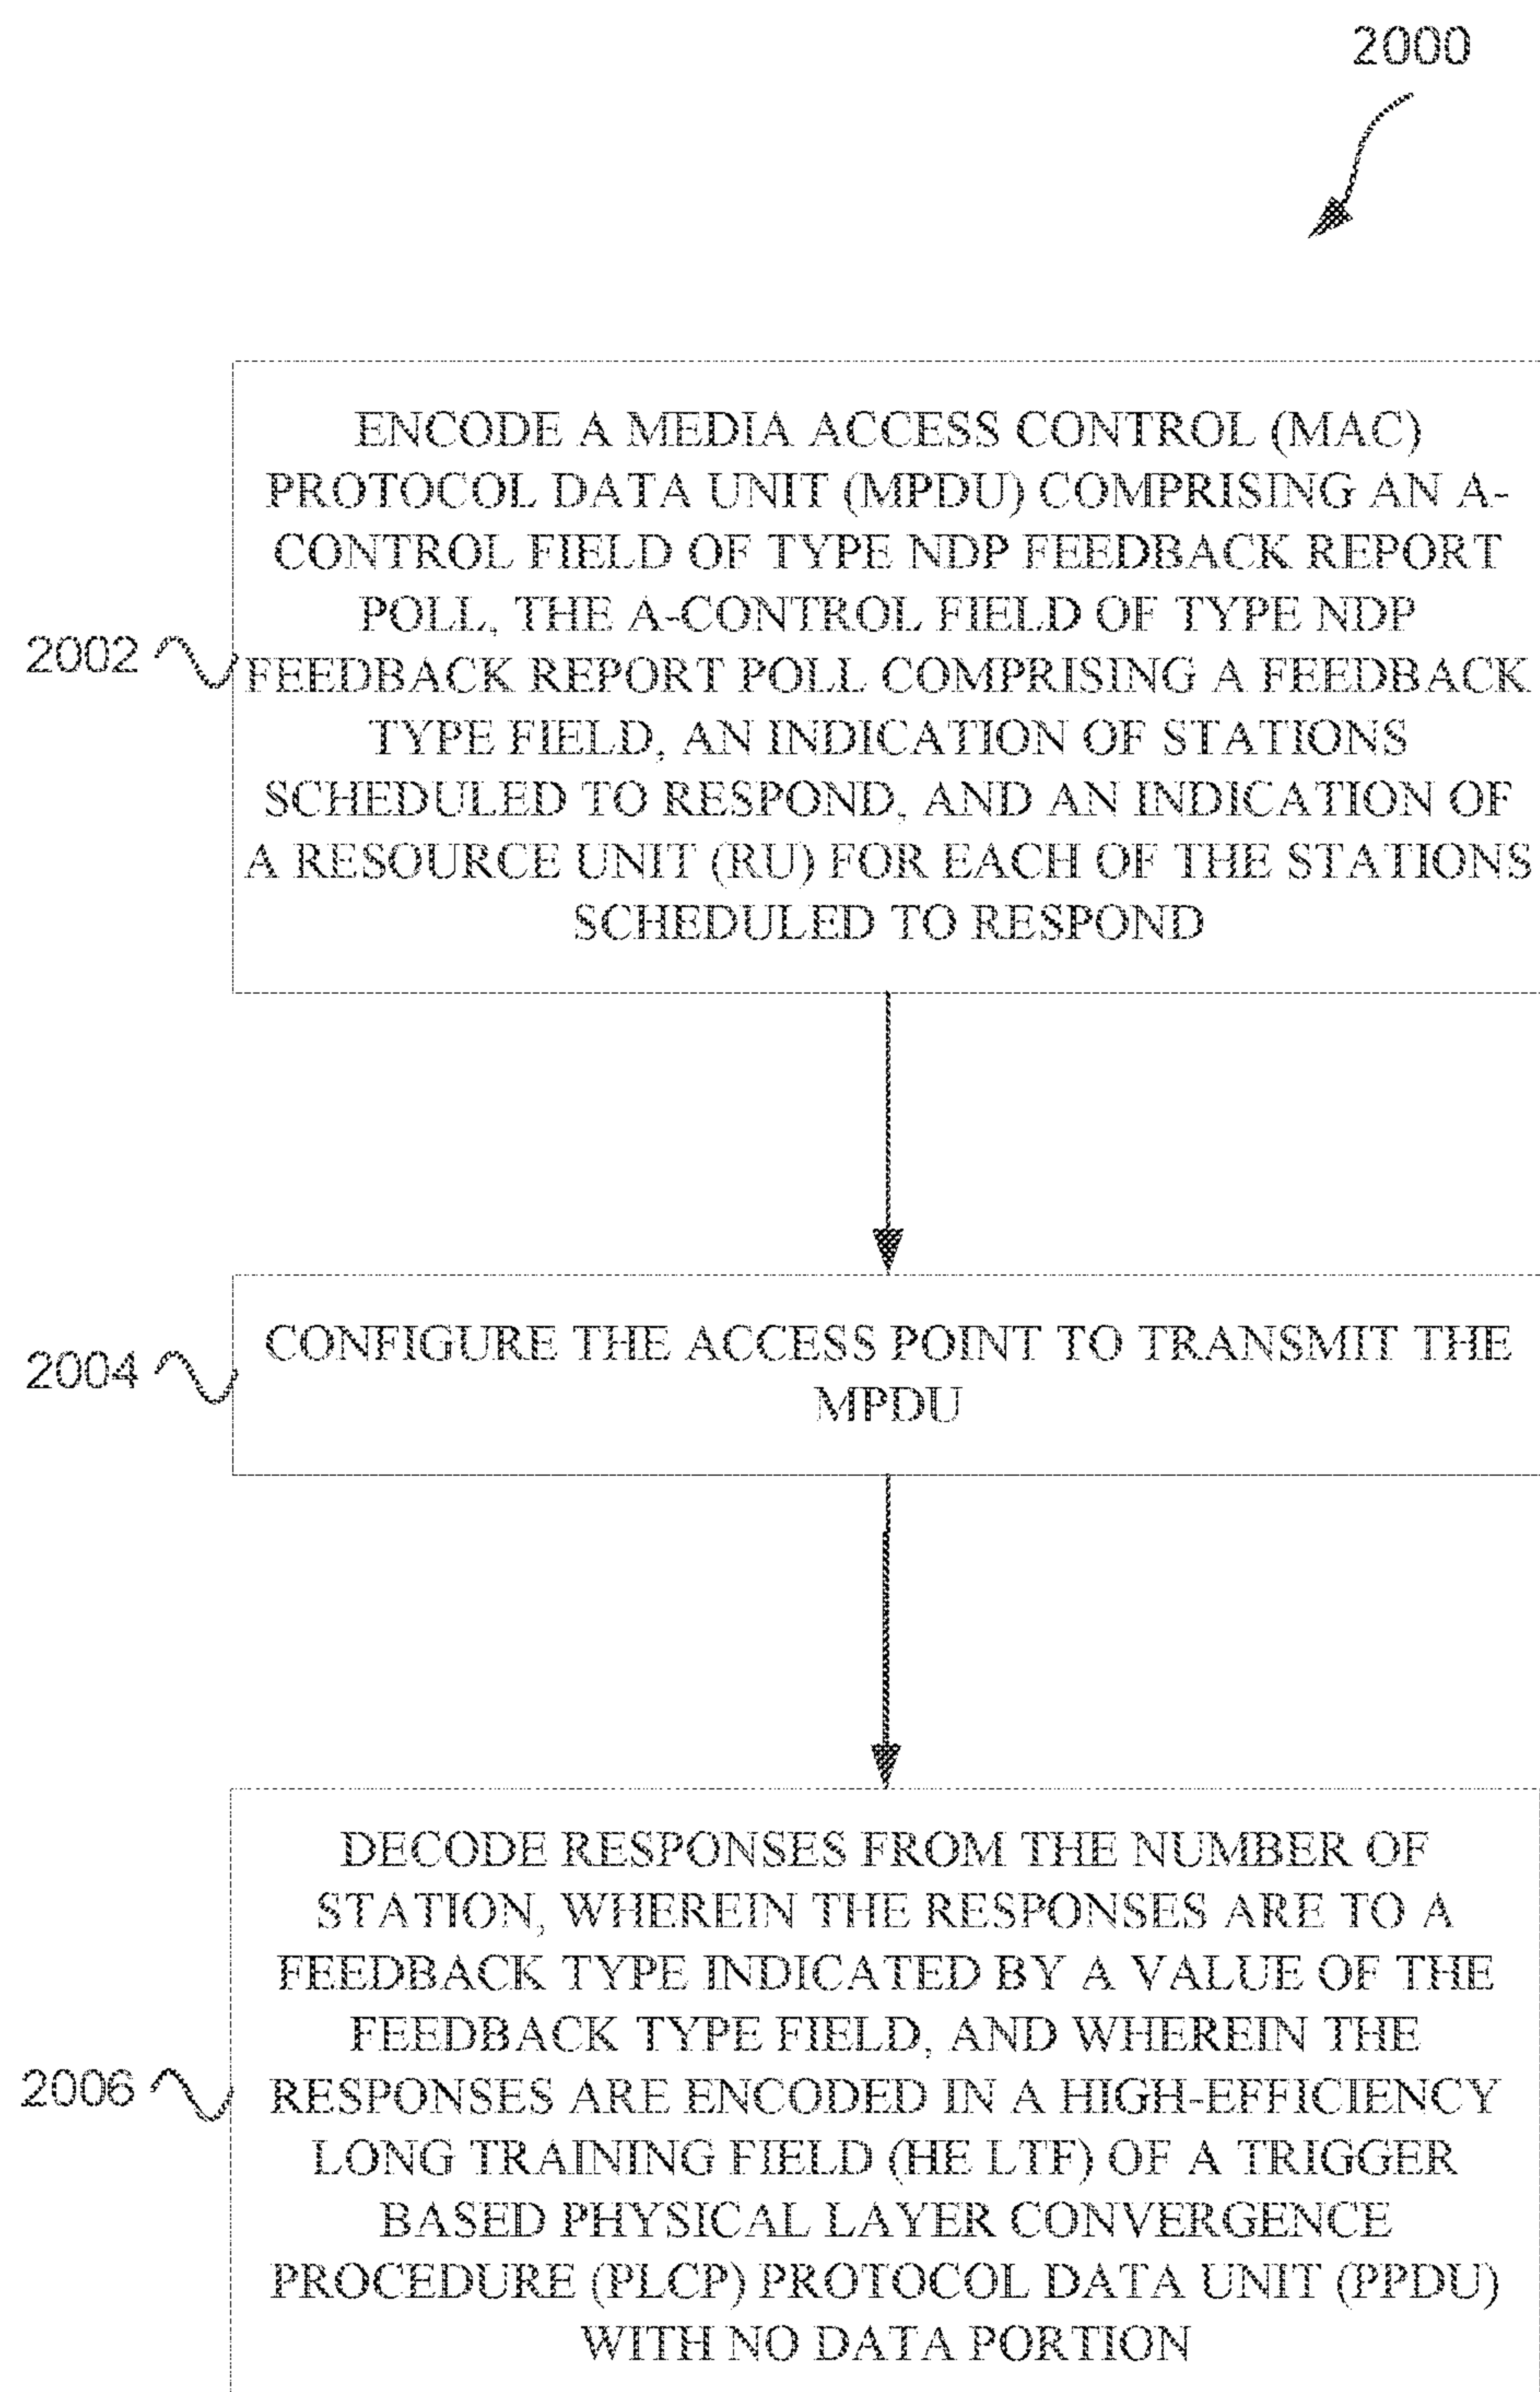 2000
ENCODE A MEDIA ACCESS CONTROL (MAC)
PROTOCOL DATA UNIT (MPDU) COMPRISING AN A-
CONTROL FIELD OF TYPE NDP FEEDBACK REPORT
POLL, THE A-CONTROL FIELD OF TYPE NDP
2002 FEEDBACK REPORT POLL COMPRISING A FEEDBACK
TYPE FIELD, AN INDICATION OF STATIONS
SCHEDULED TO RESPOND, AND AN INDICATION OF
A RESOURCE UNIT (RU) FOR EACH OF THE STATIONS
SCHEDULED TO RESPOND
2004 CONFIGURE THE ACCESS POINT TO TRANSMIT THE
MPDU
DECODE RESPONSES FROM THE NUMBER OF
STATION, WHEREIN THE RESPONSES ARE TO A
FEEDBACK TYPE INDICATED BY A VALUE OF THE
FEEDBACK TYPE FIELD, AND WHEREIN THE
2006 RESPONSES ARE ENCODED IN A HIGH-EFFICIENCY
LONG TRAINING FIELD (HE LTF) OF A TRIGGER
BASED PHYSICAL LAYER CONVERGENCE
PROCEDURE (PLCP) PROTOCOL DATA UNIT (PPDU)
WITH NO DATA PORTION